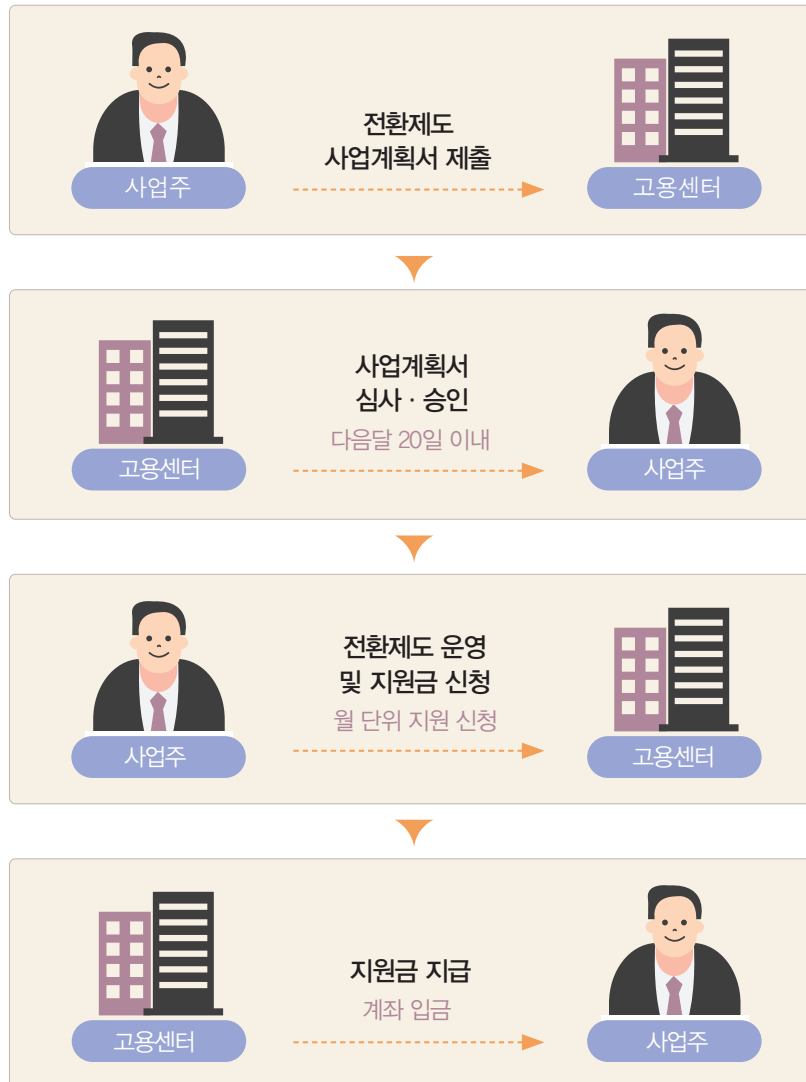 전환제도
사업계획서 제출
사업주
고용센터
사업계획서
심사 · 승인
다음달 20일 이내
고용센터
사업주
전환제도 운영
및 지원금 신청
월 단위 지원 신청
사업주
고용센터
지원금 지급
계좌 입금
고용센터
사업주